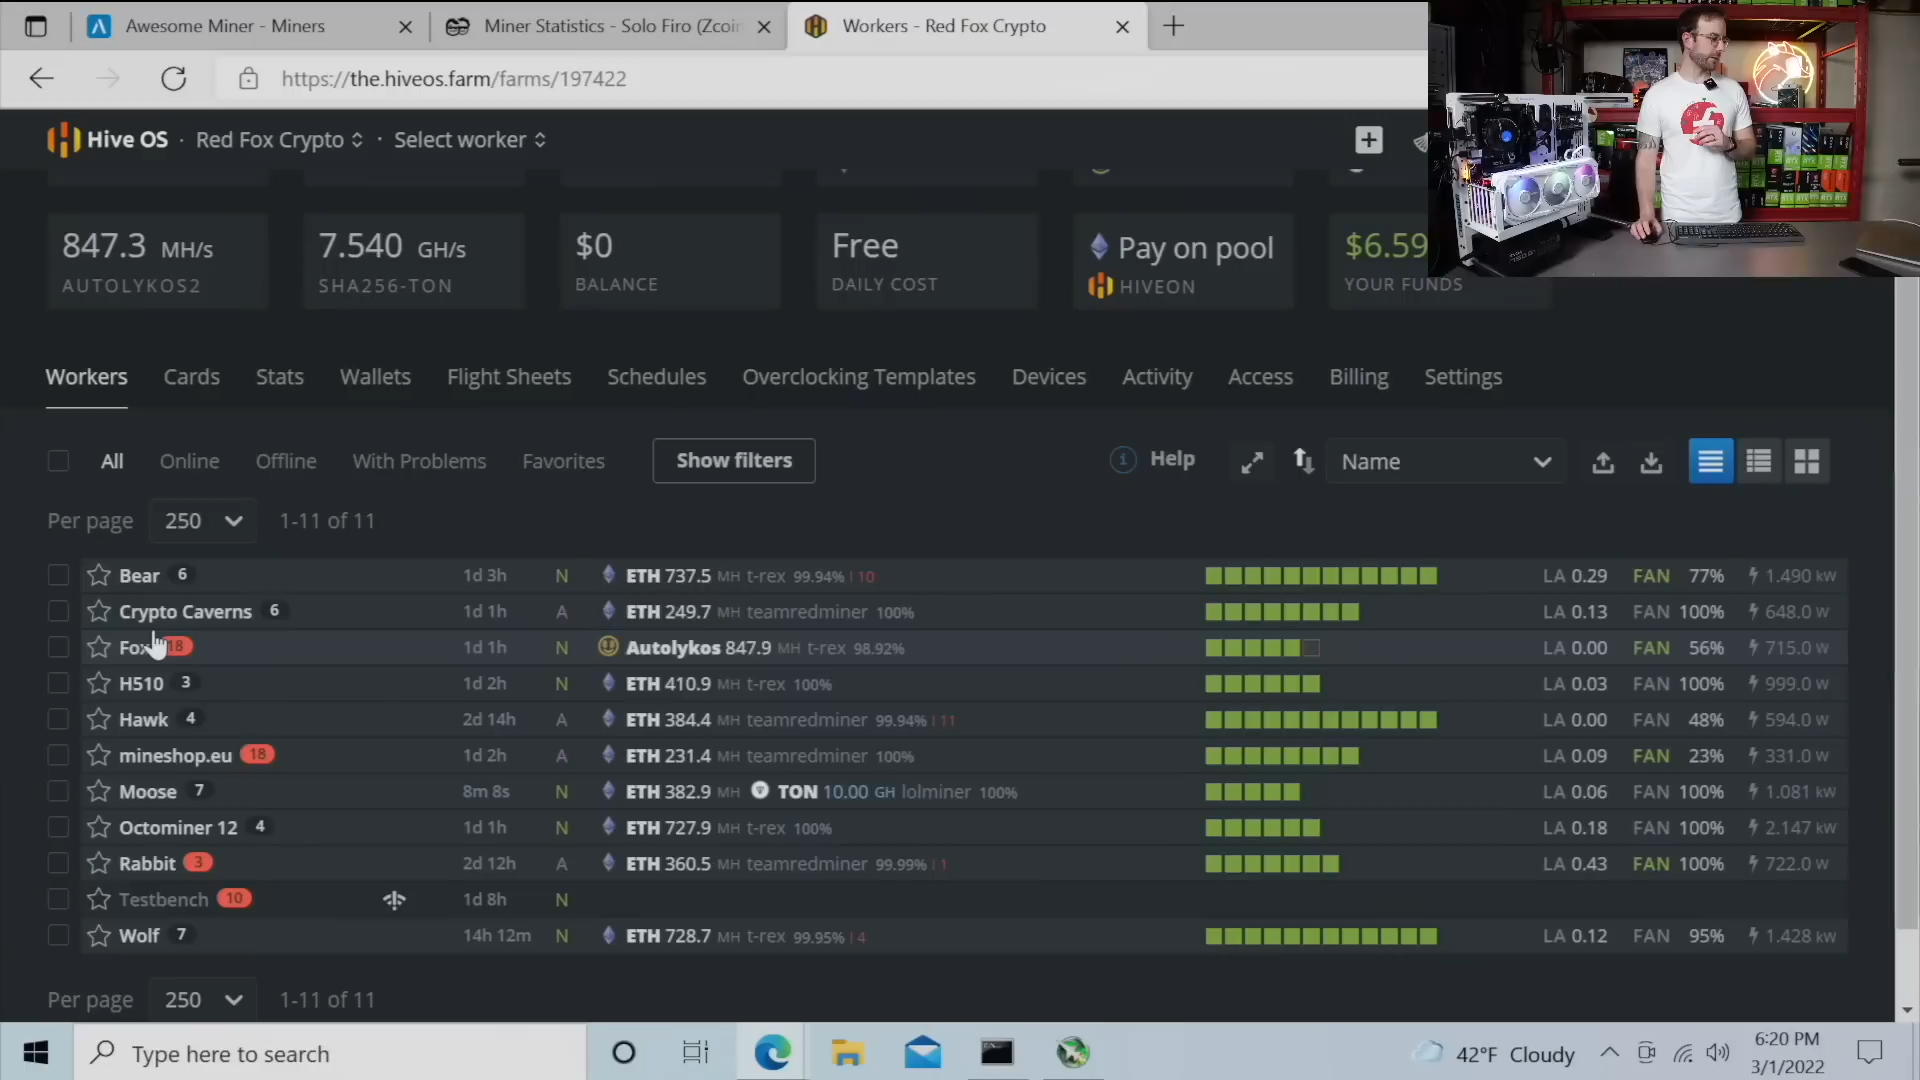 Awesome Miner - Miners
Miner Statistics - Solo Firo (Zcoin
Workers - Red Fox Crypto
https://the.hiveos.farm/farms/197422
Hive OS · Red Fox Crypto · Select worker
847.3 MH/s
AUTOLYKOS2
7.540 GH/s
SHA256-TON
$0
BALANCE
Free
DAILY COST
Pay on pool
HIVEON
$6.59
YOUR FUNDS
Workers Cards Stats Wallets Flight Sheets Schedules Overclocking Templates Devices Activity Access Billing Settings
All Online Offline With Problems Favorites Show filters Help Name
Per page 250 1-11 of 11
Bear 6 1d 3h N ETH 737.5 MH t-rex 99.94% | 10 LA 0.29 FAN 77% 1.490 kW
Crypto Caverns 6 1d 1h A ETH 249.7 MH teamredminer 100% LA 0.13 FAN 100% 648.0 W
Fox 18 1d 1h N Autolykos 847.9 MH t-rex 98.92% LA 0.00 FAN 56% 715.0 W
H510 3 1d 2h N ETH 410.9 MH t-rex 100% LA 0.03 FAN 100% 999.0 W
Hawk 4 2d 14h A ETH 384.4 MH teamredminer 99.94% | 11 LA 0.00 FAN 48% 594.0 W
mineshop.eu 18 1d 2h A ETH 231.4 MH teamredminer 100% LA 0.09 FAN 23% 331.0 W
Moose 7 8m 8s N ETH 382.9 MH TON 10.00 GH lolminer 100% LA 0.06 FAN 100% 1.081 kW
Octominer 12 4 1d 1h N ETH 727.9 MH t-rex 100% LA 0.18 FAN 100% 2.147 kW
Rabbit 3 2d 12h A ETH 360.5 MH teamredminer 99.99% | 1 LA 0.43 FAN 100% 722.0 W
Testbench 10 1d 8h N
Wolf 7 14h 12m N ETH 728.7 MH t-rex 99.95% | 4 LA 0.12 FAN 95% 1.428 kW
Per page 250 1-11 of 11
Type here to search
42°F Cloudy
6:20 PM
3/1/2022